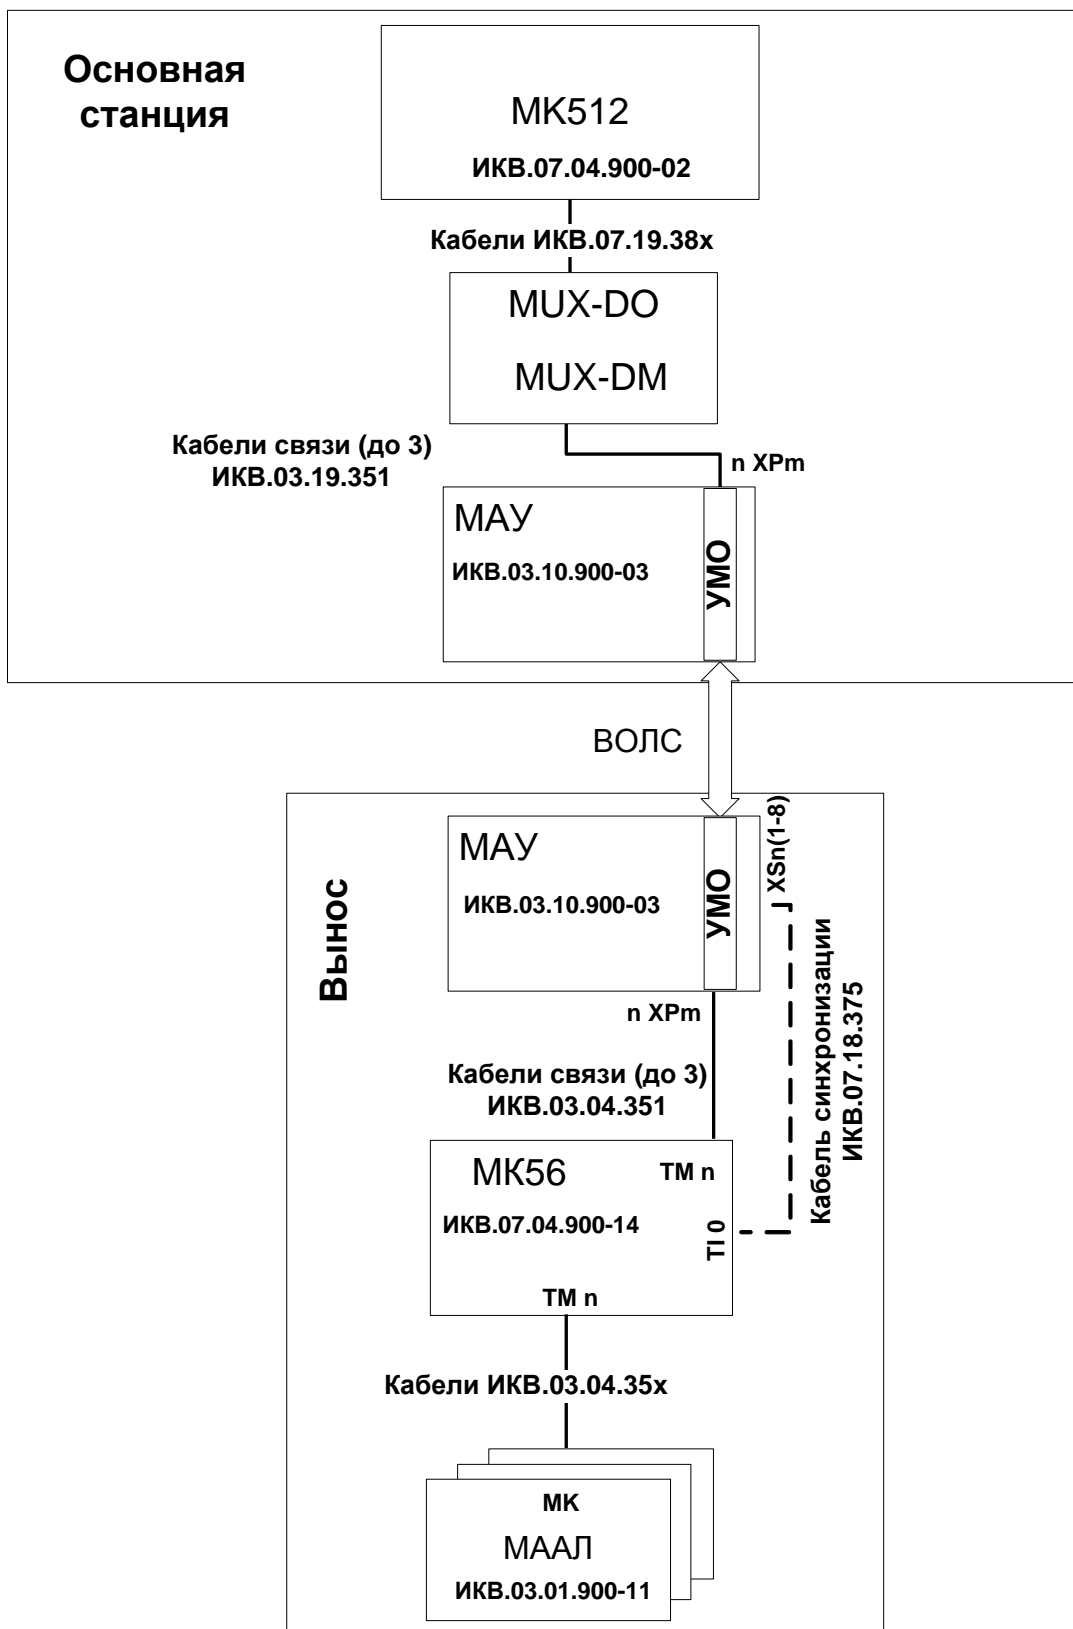 Основная
станция
МК512
ИКВ.07.04.900-02
Кабели ИКВ.07.19.38х
MUX-DO
MUX-DM
Кабели связи (до 3)
ИКВ.03.19.351
n XPm
МАУ
ИКВ.03.10.900-03
УМО
ВОЛС
Вынос
МАУ
ИКВ.03.10.900-03
УМО
XSn(1-8)
Кабель синхронизации
ИКВ.07.18.375
n XPm
Кабели связи (до 3)
ИКВ.03.04.351
МК56
ТМ n
ИКВ.07.04.900-14
TI 0
ТМ n
Кабели ИКВ.03.04.35х
МК
МААЛ
ИКВ.03.01.900-11